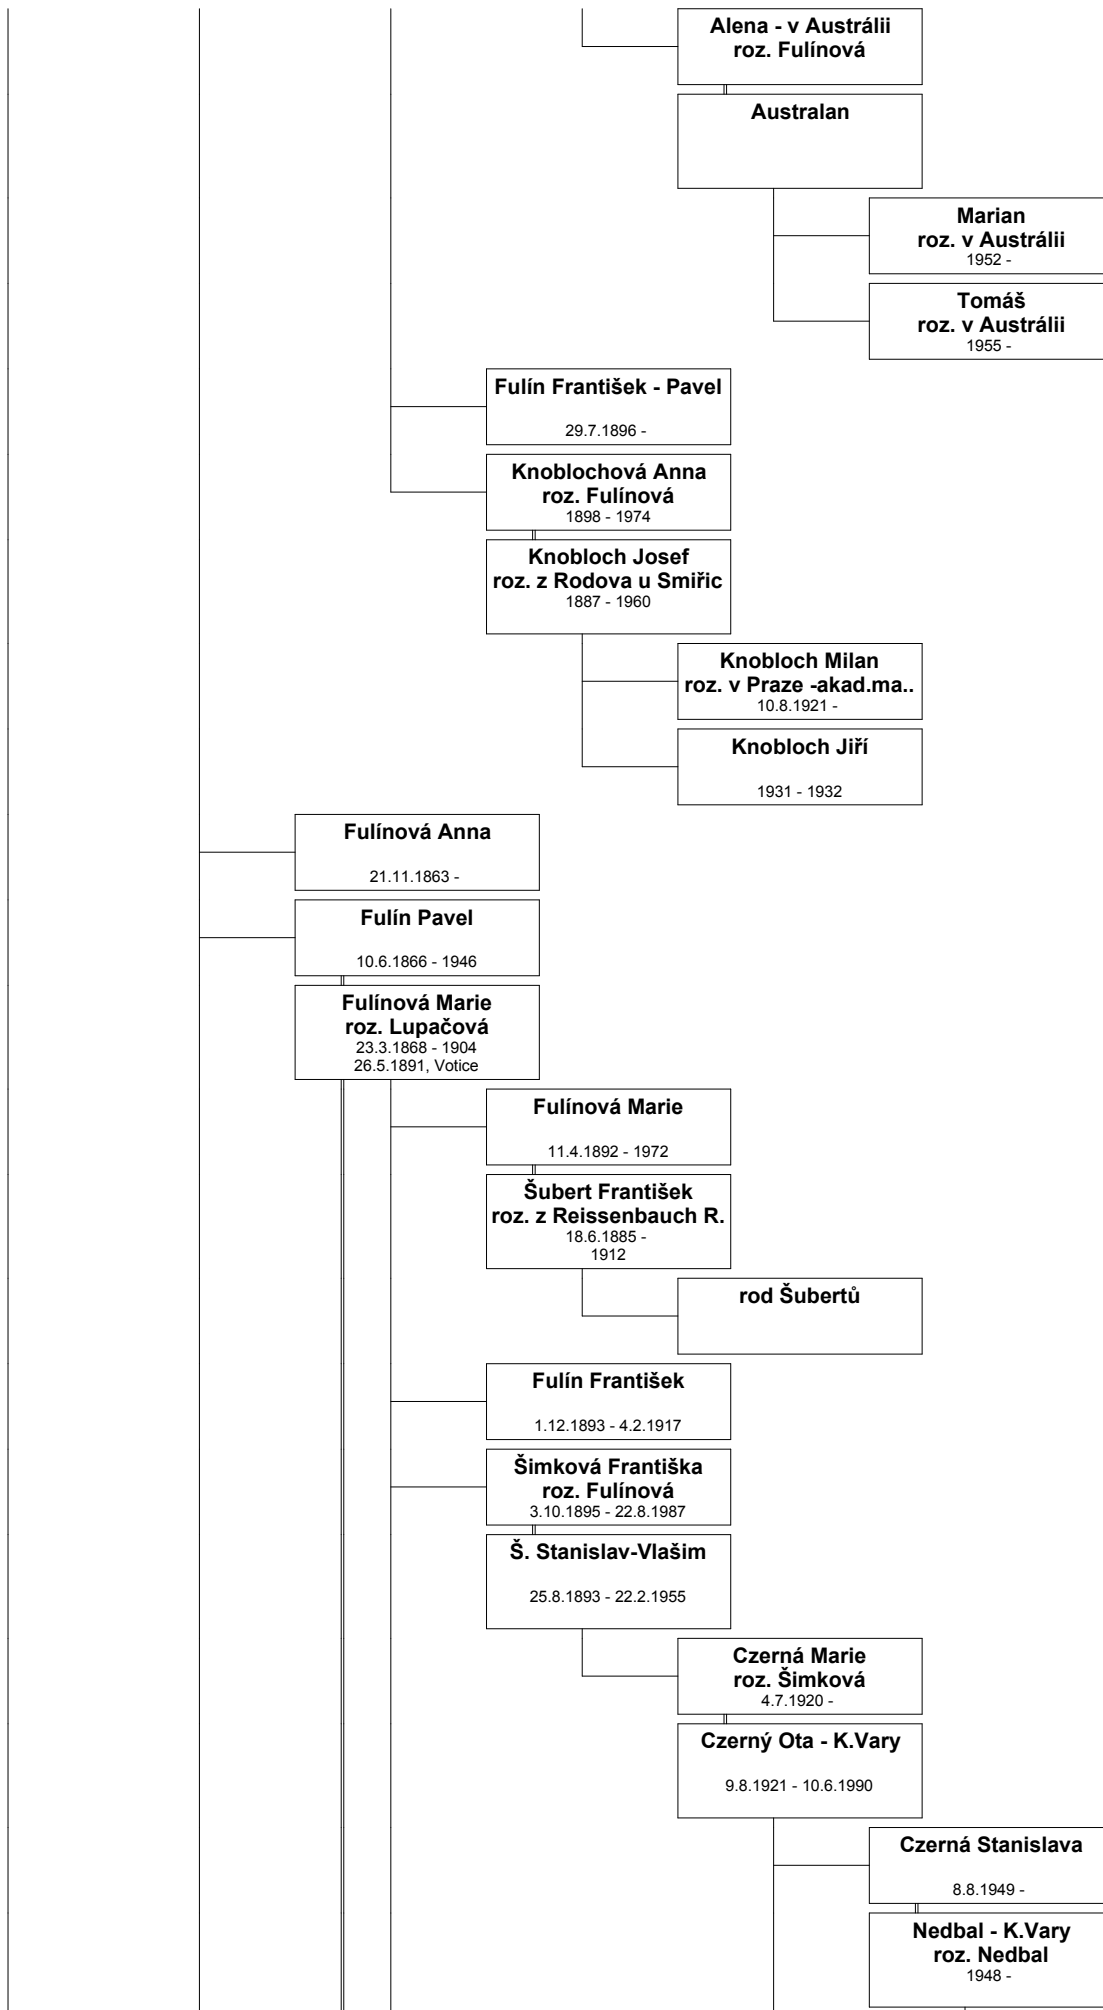 Alena - v Austrálii
roz. Fulínová
Australan
Marian
roz. v Austrálii
1952 -
Tomáš
roz. v Austrálii
1955 -
Fulín František - Pavel
29.7.1896 -
Knoblochová Anna
roz. Fulínová
1898 - 1974
Knobloch Josef
roz. z Rodova u Smiřic
1887 - 1960
Knobloch Milan
roz. v Praze -akad.ma..
10.8.1921 -
Knobloch Jiří
1931 - 1932
Fulínová Anna
21.11.1863 -
Fulín Pavel
10.6.1866 - 1946
Fulínová Marie
roz. Lupačová
23.3.1868 - 1904
26.5.1891, Votice
Fulínová Marie
11.4.1892 - 1972
Šubert František
roz. z Reissenbauch R.
18.6.1885 -
1912
rod Šubertů
Fulín František
1.12.1893 - 4.2.1917
Šimková Františka
roz. Fulínová
3.10.1895 - 22.8.1987
Š. Stanislav-Vlašim
25.8.1893 - 22.2.1955
Czerná Marie
roz. Šimková
4.7.1920 -
Czerný Ota - K.Vary
9.8.1921 - 10.6.1990
Czerná Stanislava
8.8.1949 -
Nedbal - K.Vary
roz. Nedbal
1948 -